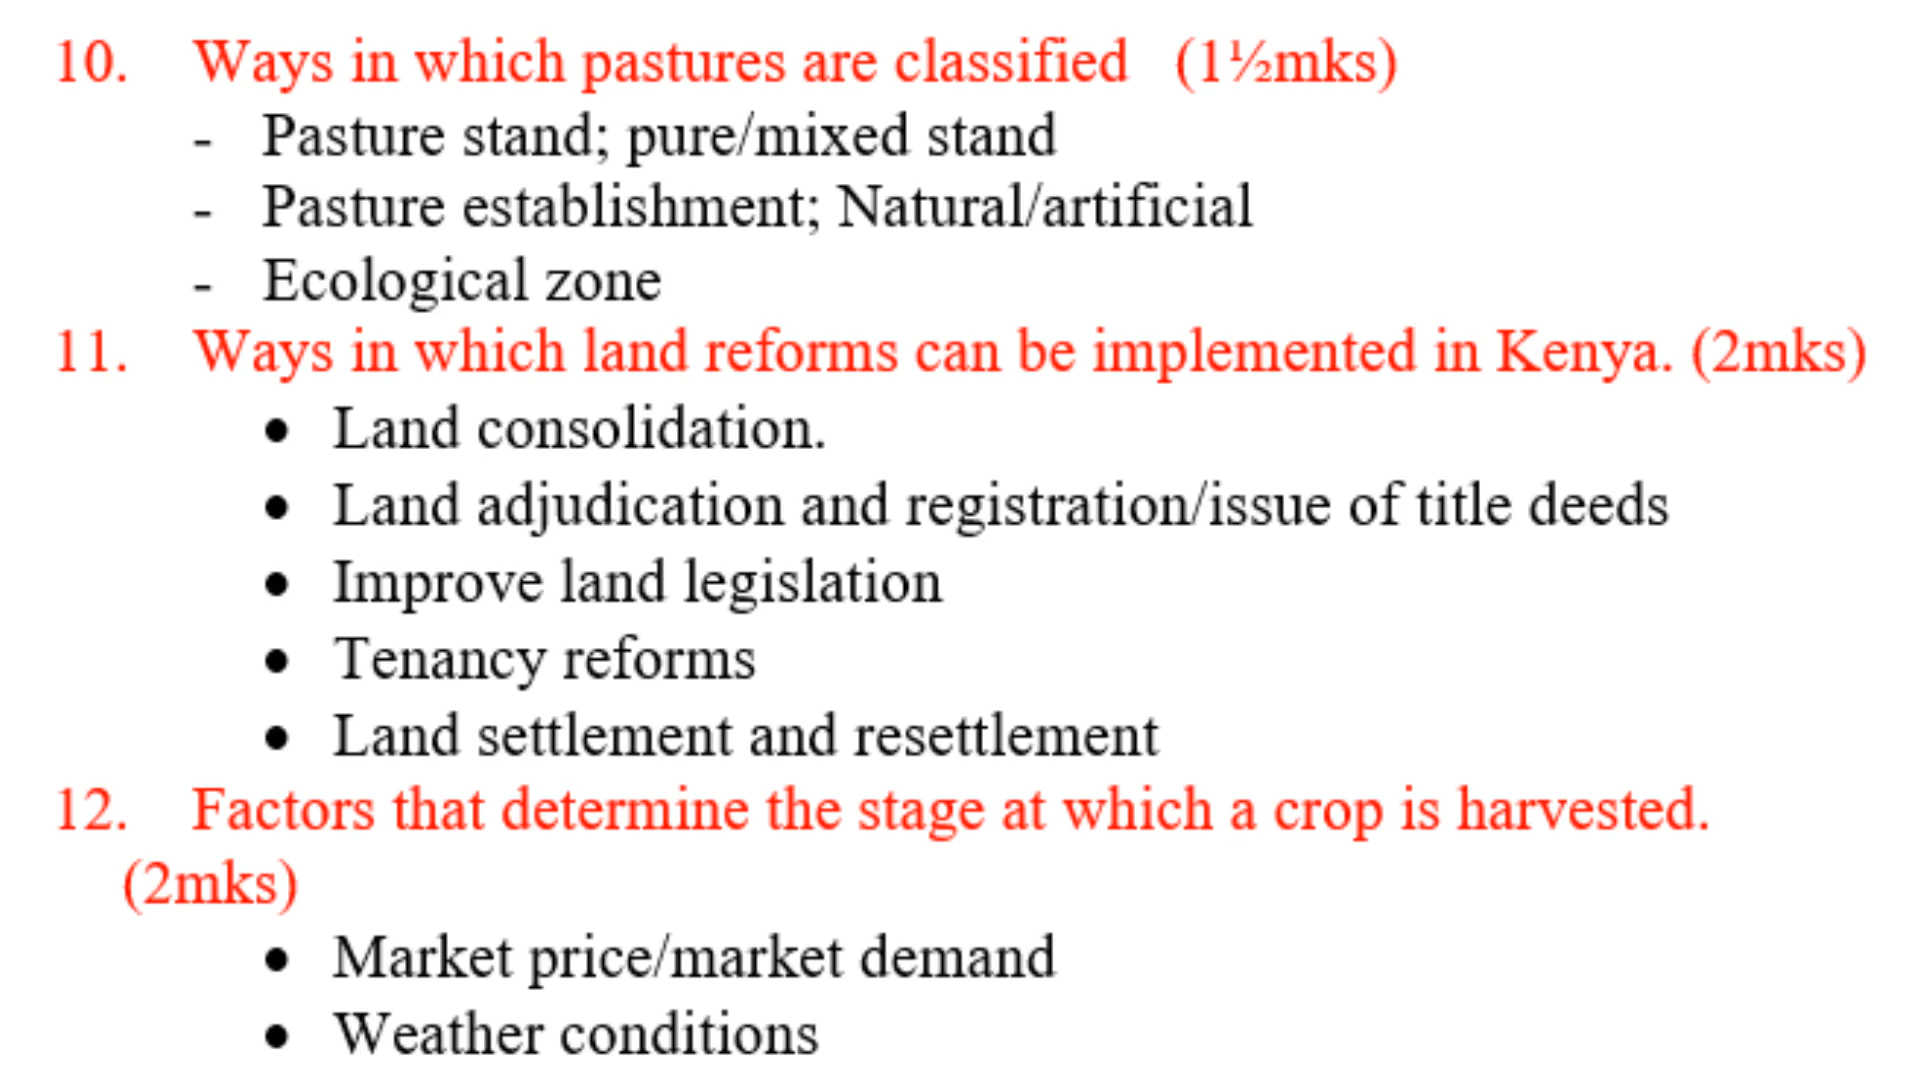 10. Ways in which pastures are classified (1½mks)
- Pasture stand; pure/mixed stand
- Pasture establishment; Natural/artificial
- Ecological zone
11. Ways in which land reforms can be implemented in Kenya. (2mks)
● Land consolidation.
● Land adjudication and registration/issue of title deeds
● Improve land legislation
● Tenancy reforms
● Land settlement and resettlement
12. Factors that determine the stage at which a crop is harvested.
(2mks)
● Market price/market demand
● Weather conditions